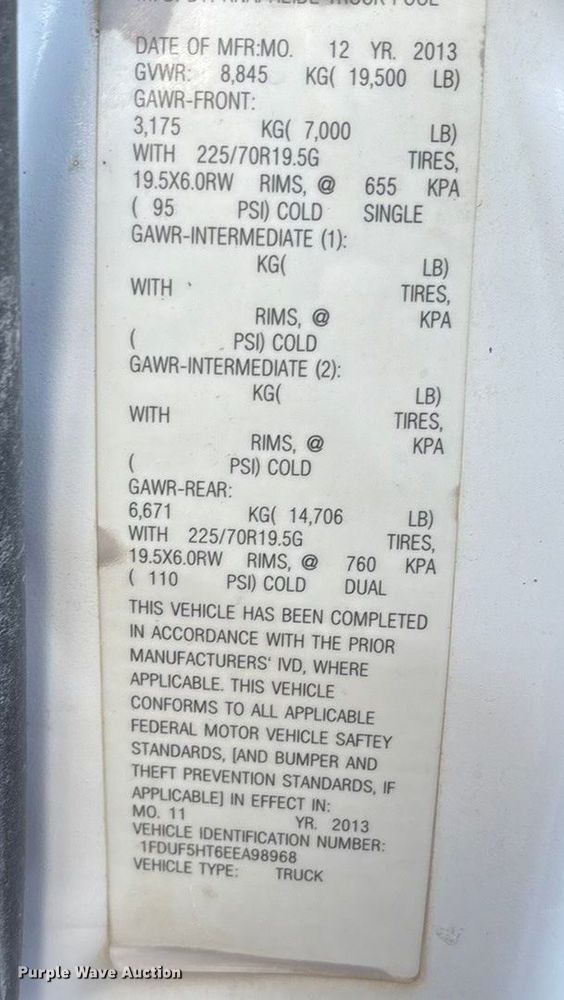 DATE OF MFR:MO. 12 YR. 2013
GVWR: 8,845 KG( 19,500 LB)
GAWR-FRONT:
3,175 KG( 7,000 LB)
WITH 225/70R19.5G TIRES,
19.5X6.0RW RIMS, @ 655 KPA
( 95 PSI) COLD SINGLE
GAWR-INTERMEDIATE (1):
KG( LB)
WITH TIRES,
RIMS, @ KPA
( PSI) COLD
GAWR-INTERMEDIATE (2):
KG( LB)
WITH TIRES,
RIMS, @ KPA
( PSI) COLD
GAWR-REAR:
6,671 KG( 14,706 LB)
WITH 225/70R19.5G TIRES,
19.5X6.0RW RIMS, @ 760 KPA
( 110 PSI) COLD DUAL
THIS VEHICLE HAS BEEN COMPLETED
IN ACCORDANCE WITH THE PRIOR
MANUFACTURERS' IVD, WHERE
APPLICABLE. THIS VEHICLE
CONFORMS TO ALL APPLICABLE
FEDERAL MOTOR VEHICLE SAFTEY
STANDARDS, [AND BUMPER AND
THEFT PREVENTION STANDARDS, IF
APPLICABLE] IN EFFECT IN:
MO. 11 YR. 2013
VEHICLE IDENTIFICATION NUMBER:
1FDUF5HT6EEA98968
VEHICLE TYPE: TRUCK
Purple Wave Auction